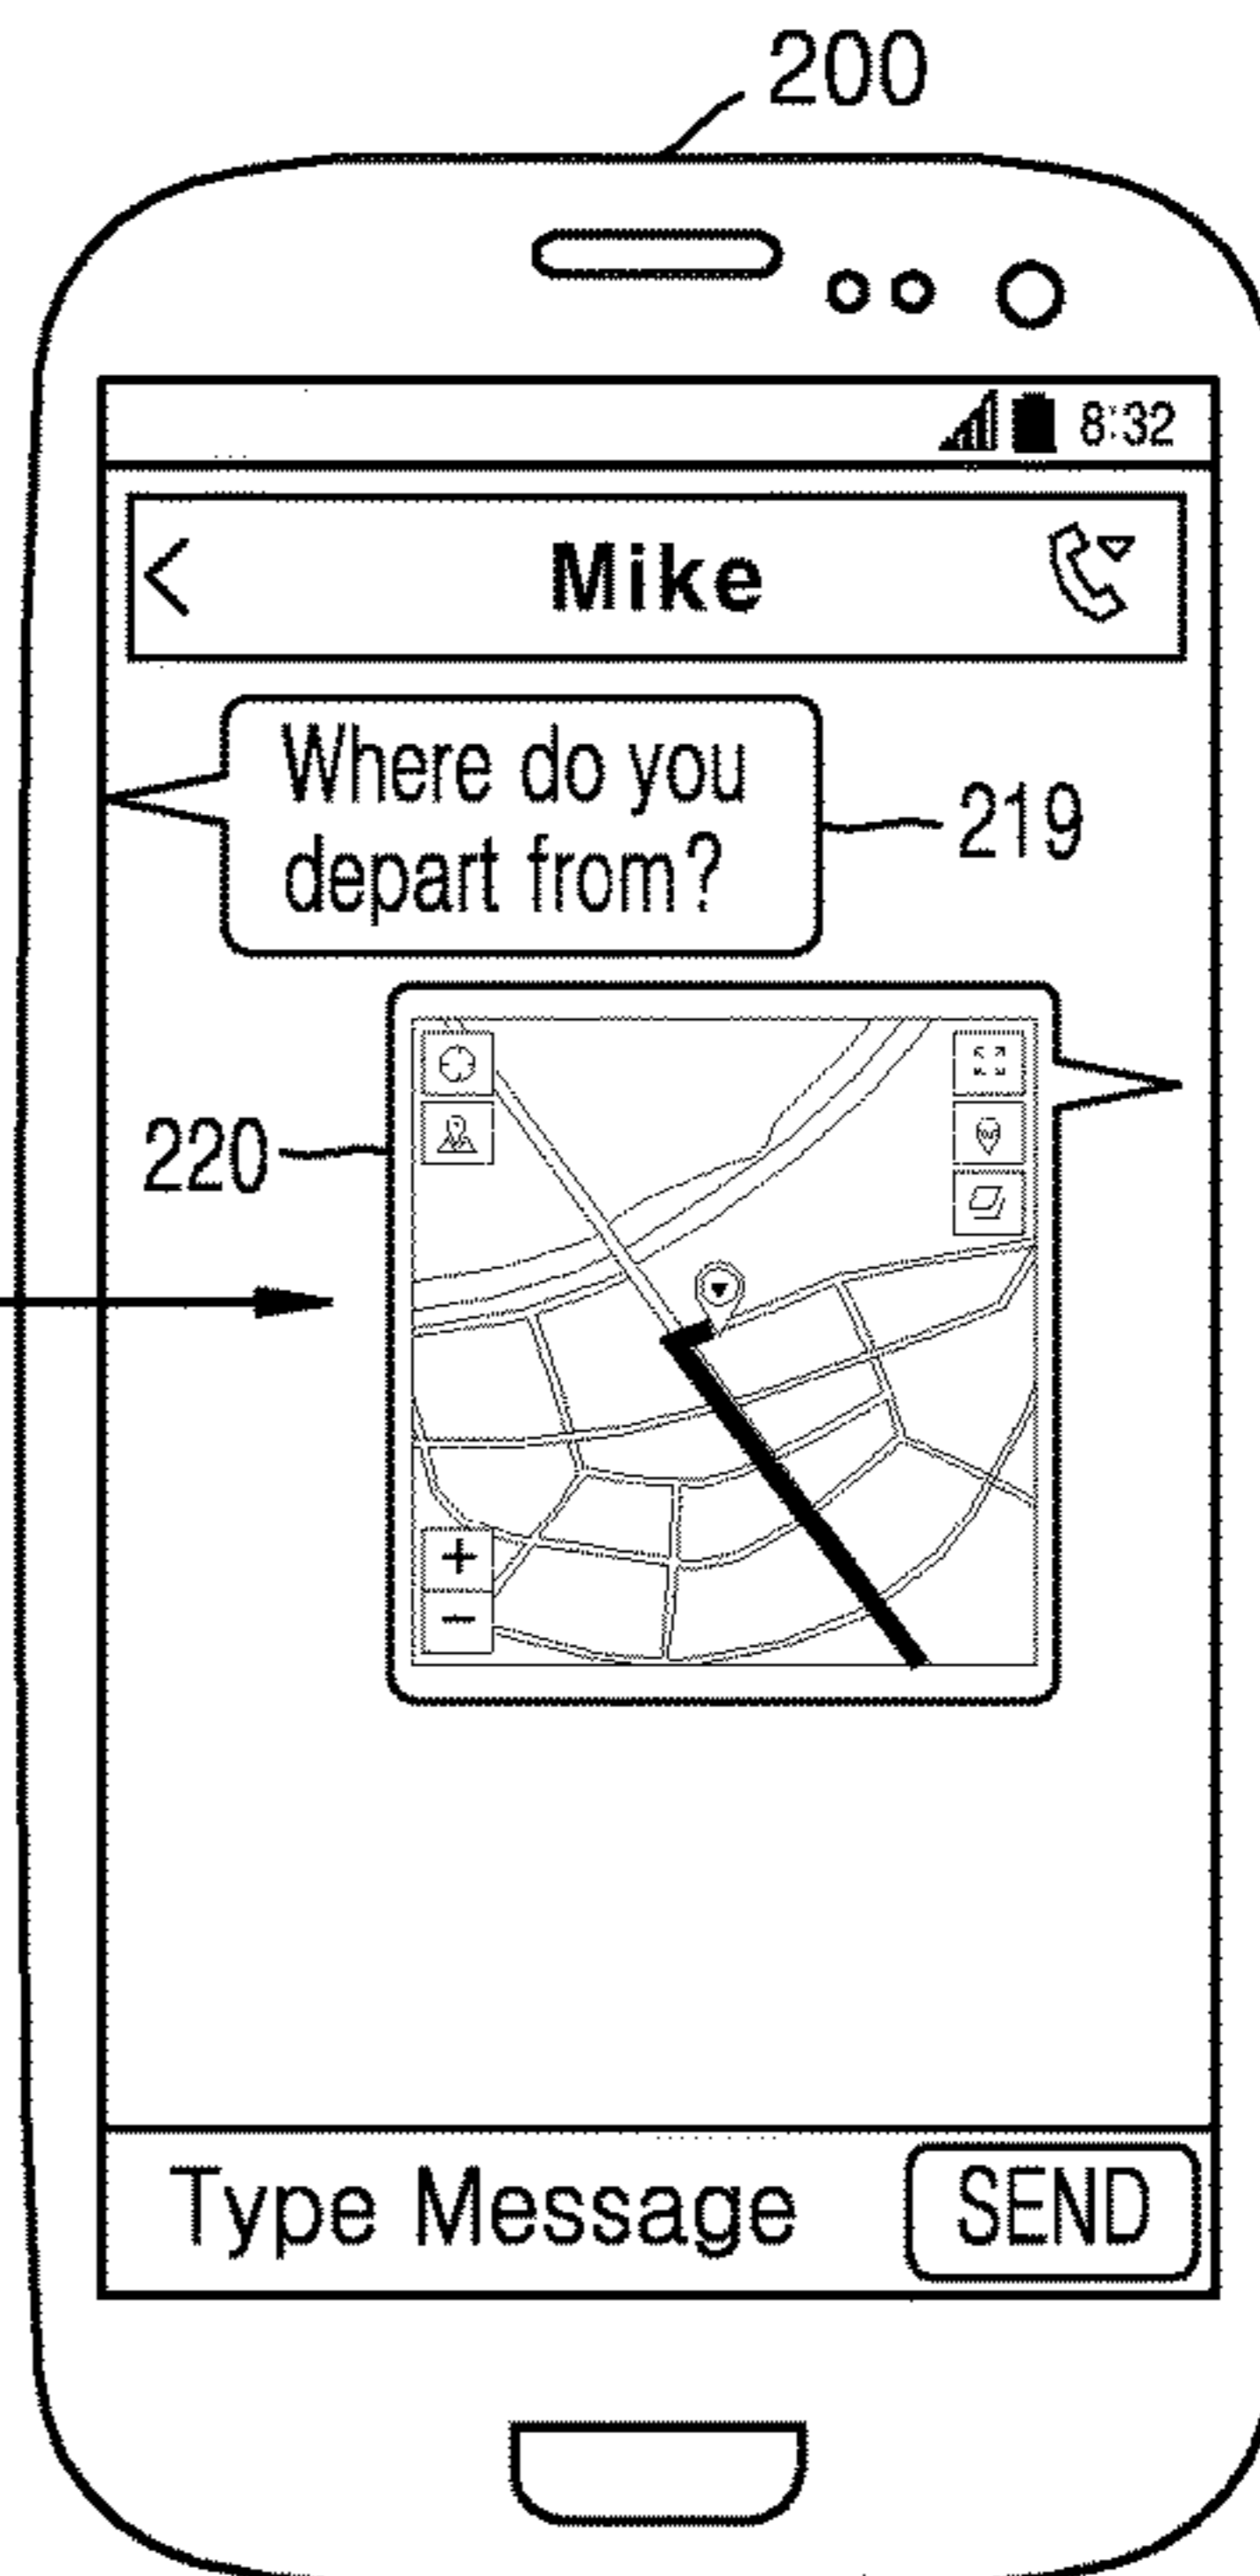 200
8:32
Mike
Where do you
depart from?
219
220
+
−
Type Message
SEND